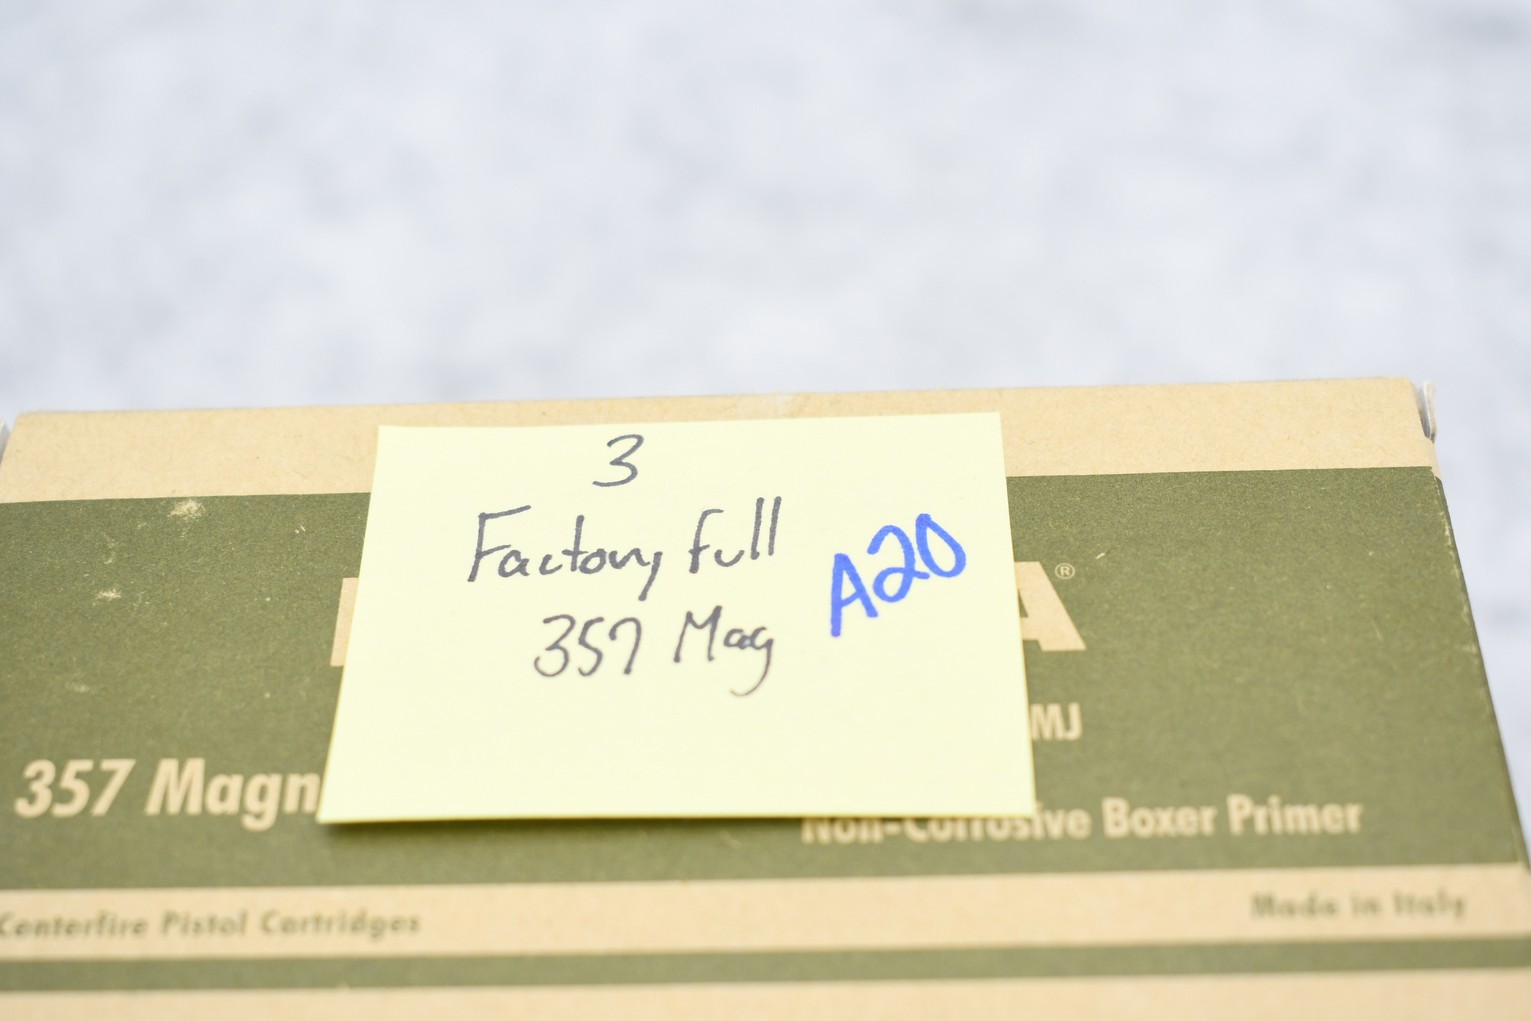 3
Factory full
357 Mag
A20
A®
MJ
357 Magn
Non-Corrosive Boxer Primer
Centerfire Pistol Cartridges
Made in Italy